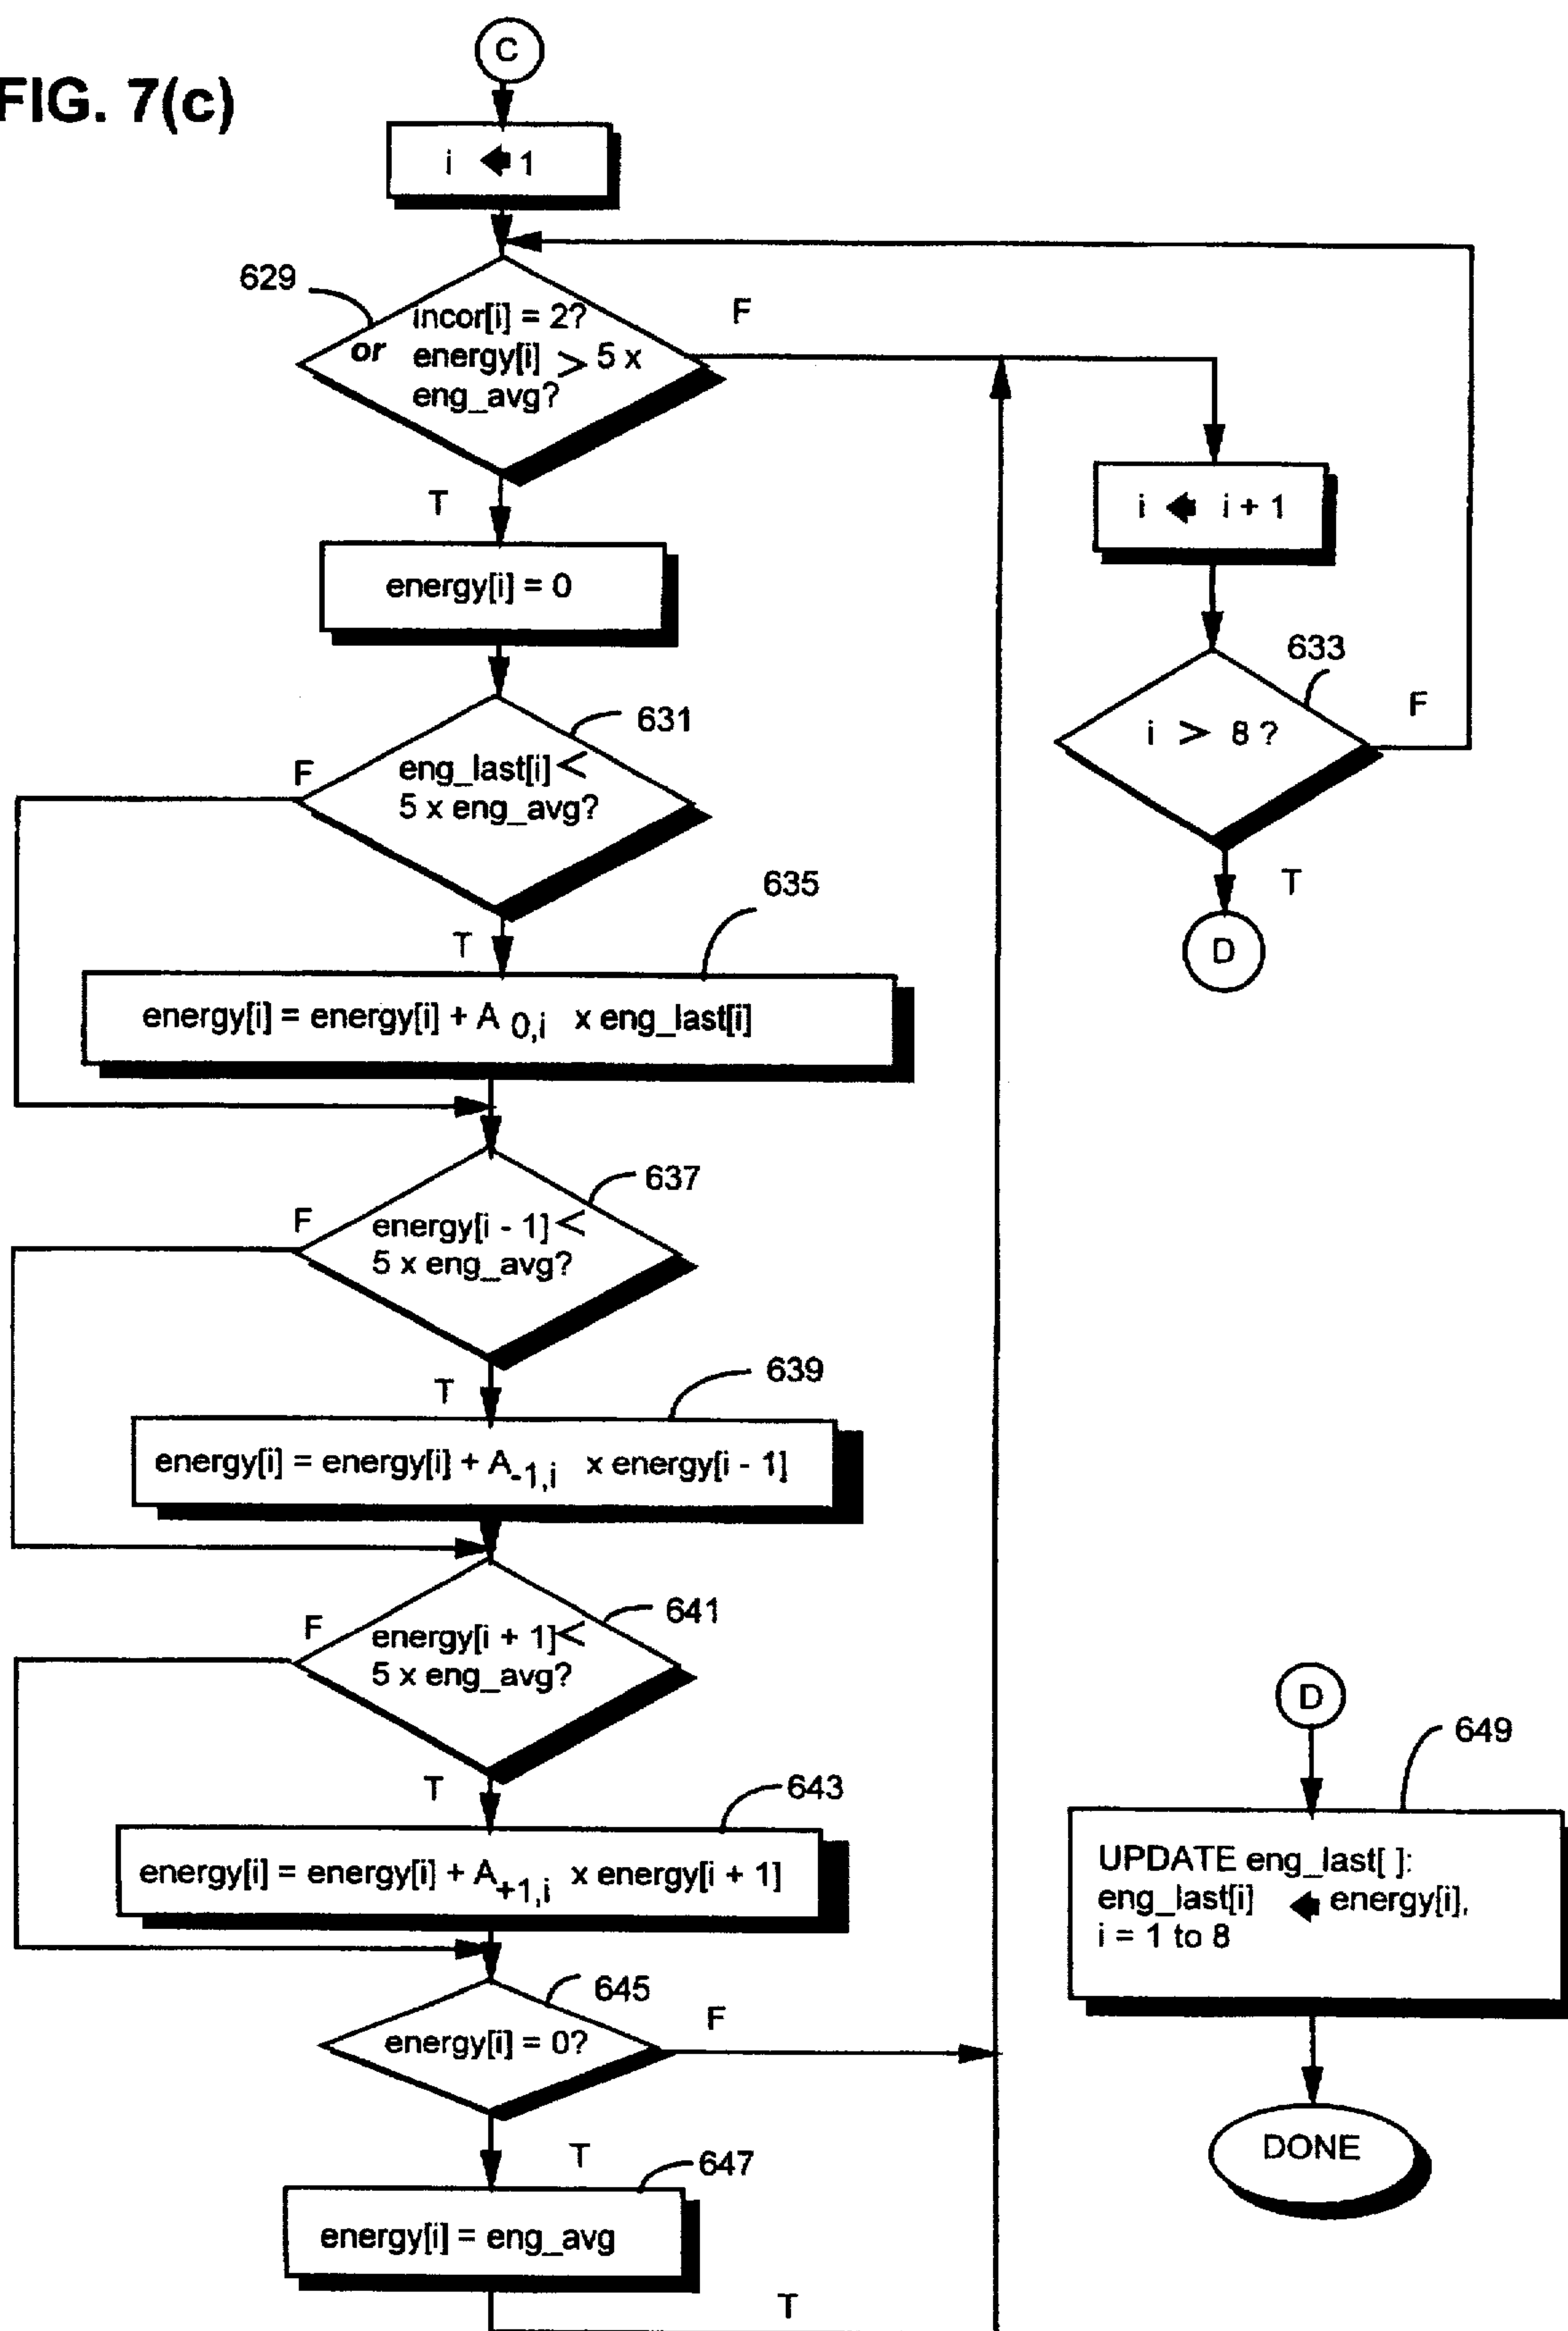 FIG. 7(c)
C
i ← 1
629
incor[i] = 2?
or energy[i] > 5 x
eng_avg?
F
T
i ← i + 1
energy[i] = 0
633
i > 8 ?
F
T
D
631
eng_last[i] <
5 x eng_avg?
F
T
635
energy[i] = energy[i] + A 0,i x eng_last[i]
637
energy[i - 1] <
5 x eng_avg?
F
T
639
energy[i] = energy[i] + A-1,i x energy[i - 1]
641
energy[i + 1]<
5 x eng_avg?
F
T
643
energy[i] = energy[i] + A+1,i x energy[i + 1]
645
energy[i] = 0?
F
T
647
energy[i] = eng_avg
T
D
649
UPDATE eng_last[ ]:
eng_last[i] ← energy[i],
i = 1 to 8
DONE